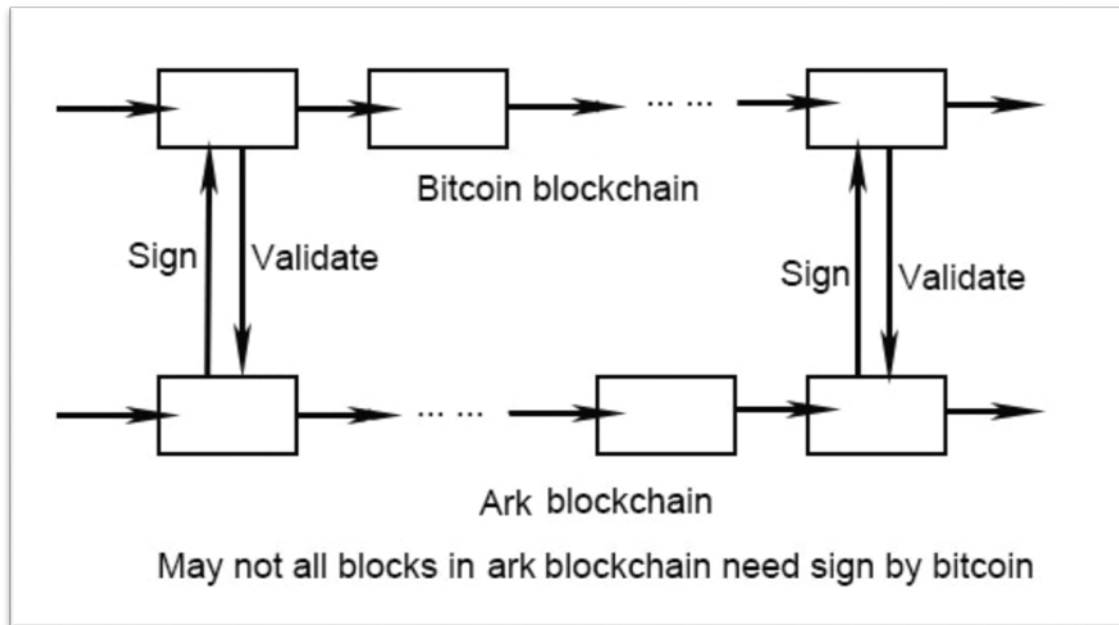 ... ...
Bitcoin blockchain
Sign
Validate
Sign
Validate
... ...
Ark blockchain
May not all blocks in ark blockchain need sign by bitcoin